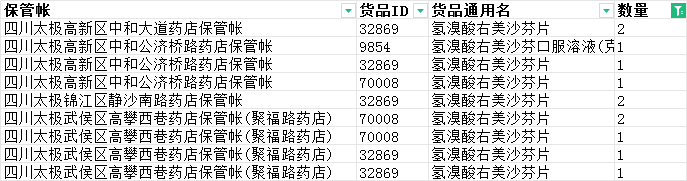 保管帐 货品ID 货品通用名 数量
四川太极高新区中和大道药店保管帐 32869 氢溴酸右美沙芬片 2
四川太极高新区中和公济桥路药店保管帐 9854 氢溴酸右美沙芬口服溶液( 1
四川太极高新区中和公济桥路药店保管帐 32869 氢溴酸右美沙芬片 1
四川太极高新区中和公济桥路药店保管帐 70008 氢溴酸右美沙芬片 1
四川太极锦江区静沙南路药店保管帐 32869 氢溴酸右美沙芬片 2
四川太极武侯区高攀西巷药店保管帐(聚福路药店) 70008 氢溴酸右美沙芬片 2
四川太极武侯区高攀西巷药店保管帐(聚福路药店) 70008 氢溴酸右美沙芬片 1
四川太极武侯区高攀西巷药店保管帐(聚福路药店) 32869 氢溴酸右美沙芬片 1
四川太极武侯区高攀西巷药店保管帐(聚福路药店) 32869 氢溴酸右美沙芬片 1